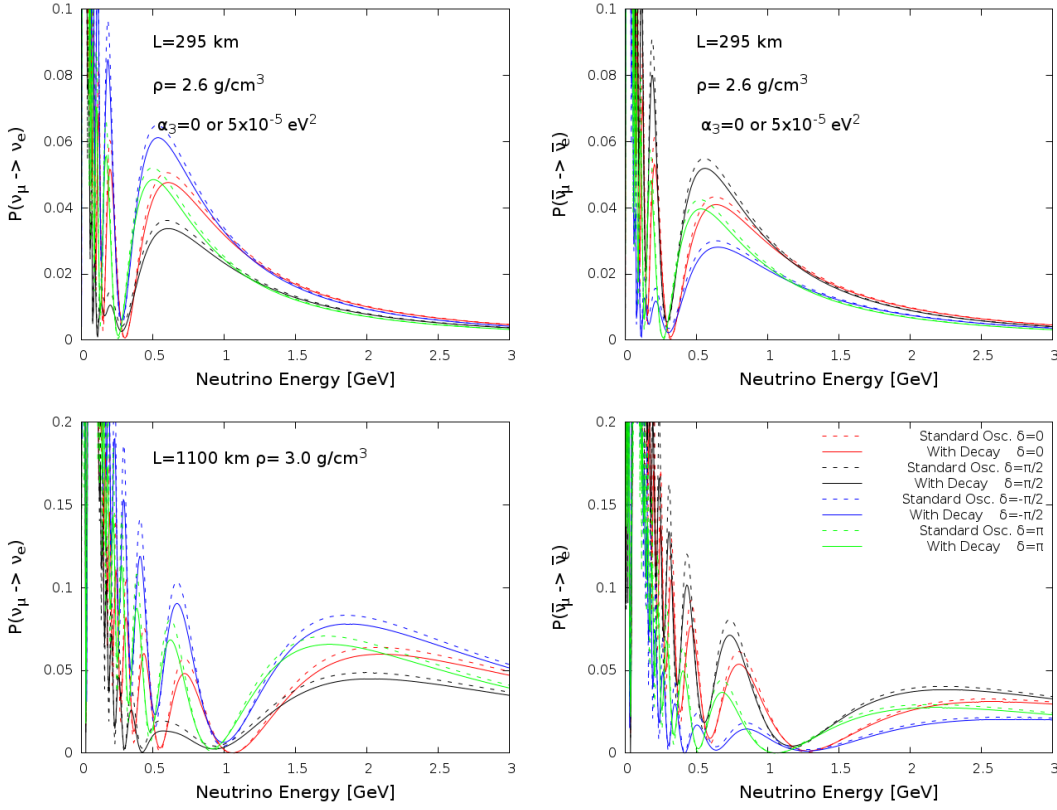 0.1
0.08
0.06
0.04
0.02
0
P(νμ -> νe)
L=295 km
ρ= 2.6 g/cm³
α₃=0 or 5x10⁻⁵ eV²
0 0.5 1 1.5 2 2.5 3
Neutrino Energy [GeV]
0.1
0.08
0.06
0.04
0.02
0
P(ν̄μ -> ν̄e)
L=295 km
ρ= 2.6 g/cm³
α₃=0 or 5x10⁻⁵ eV²
0 0.5 1 1.5 2 2.5 3
Neutrino Energy [GeV]
0.2
0.15
0.1
0.05
0
P(νμ -> νe)
L=1100 km ρ= 3.0 g/cm³
0 0.5 1 1.5 2 2.5 3
Neutrino Energy [GeV]
0.2
0.15
0.1
0.05
0
P(ν̄μ -> ν̄e)
Standard Osc. δ=0
With Decay δ=0
Standard Osc. δ=π/2
With Decay δ=π/2
Standard Osc. δ=-π/2
With Decay δ=-π/2
Standard Osc. δ=π
With Decay δ=π
0 0.5 1 1.5 2 2.5 3
Neutrino Energy [GeV]